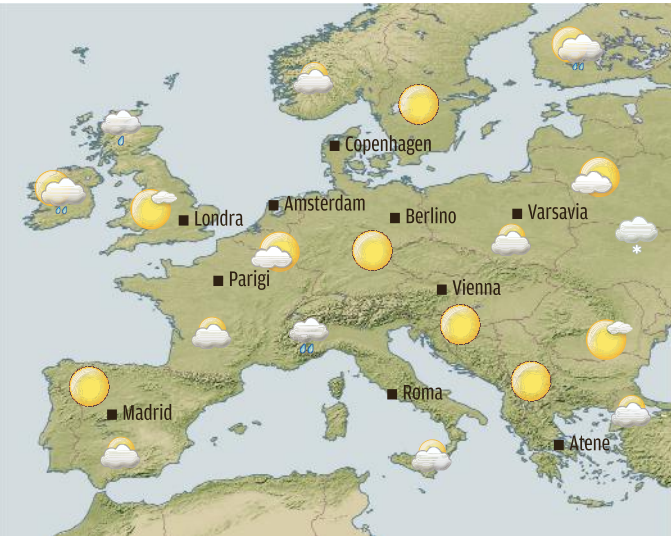 Copenhagen
Amsterdam
Londra
Berlino
Varsavia
Parigi
Vienna
Roma
Madrid
Atene